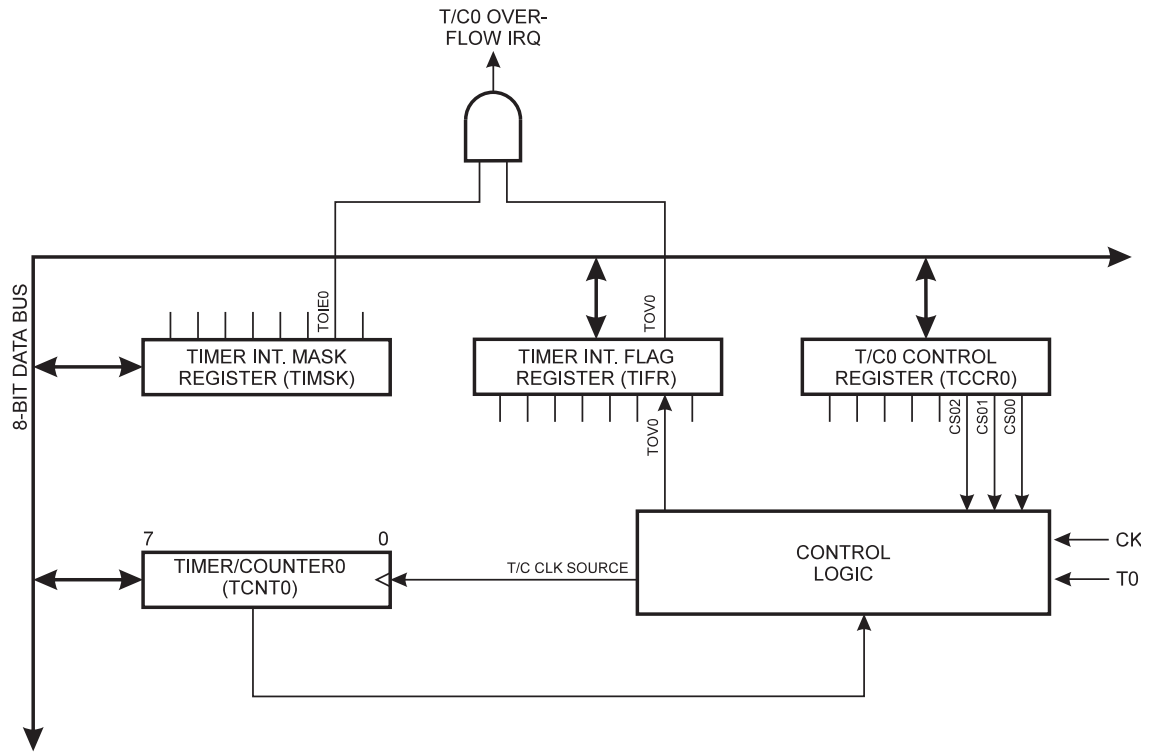 T/C0 OVER-
FLOW IRQ
8-BIT DATA BUS
TOIE0
TOV0
TIMER INT. MASK
REGISTER (TIMSK)
TIMER INT. FLAG
REGISTER (TIFR)
T/C0 CONTROL
REGISTER (TCCR0)
TOV0
CS02
CS01
CS00
7
0
TIMER/COUNTER0
(TCNT0)
T/C CLK SOURCE
CONTROL
LOGIC
CK
T0